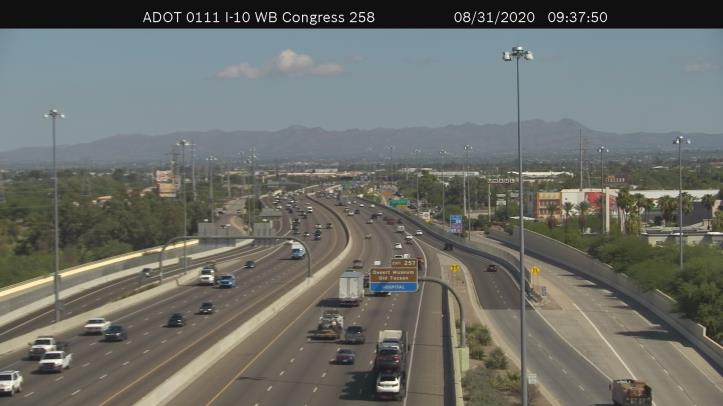 ADOT 0111 I-10 WB Congress 258 08/31/2020 09:37:50
EXIT 257
Desert Museum
Old Tucson
HOSPITAL